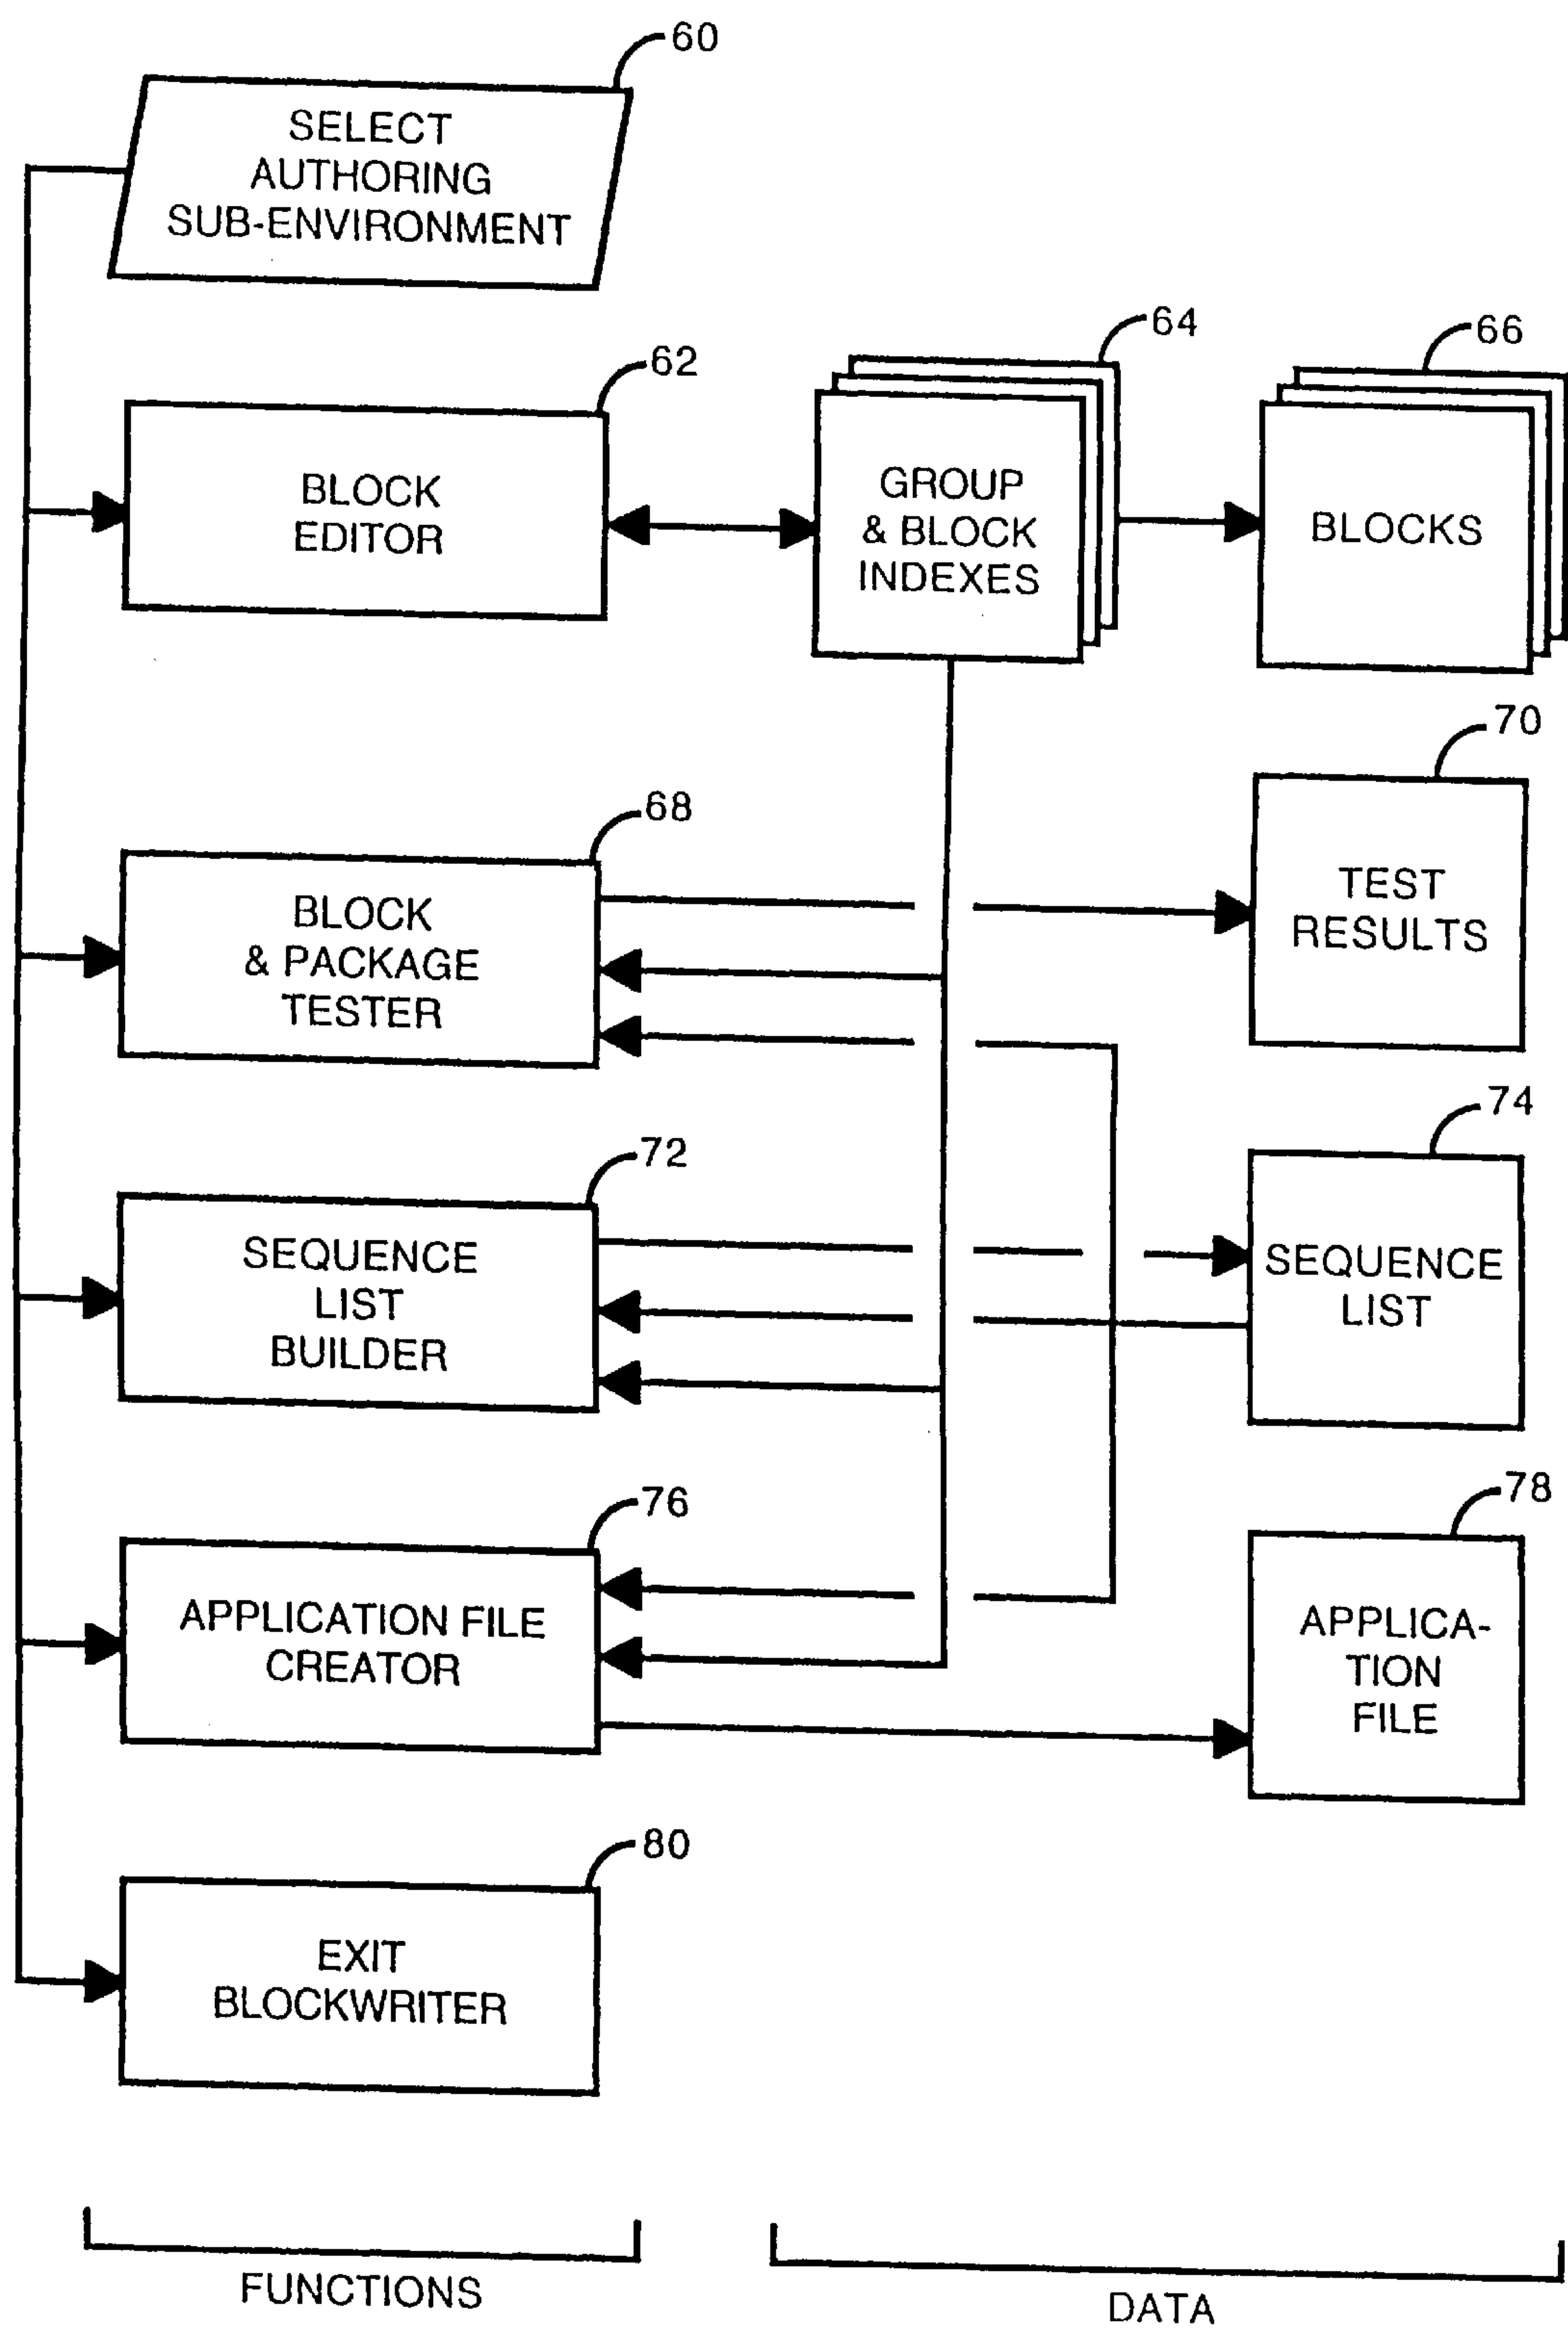 60
SELECT
AUTHORING
SUB-ENVIRONMENT
62
BLOCK
EDITOR
64
GROUP
& BLOCK
INDEXES
66
BLOCKS
68
BLOCK
& PACKAGE
TESTER
70
TEST
RESULTS
72
SEQUENCE
LIST
BUILDER
74
SEQUENCE
LIST
76
APPLICATION FILE
CREATOR
78
APPLICA-
TION
FILE
80
EXIT
BLOCKWRITER
FUNCTIONS
DATA